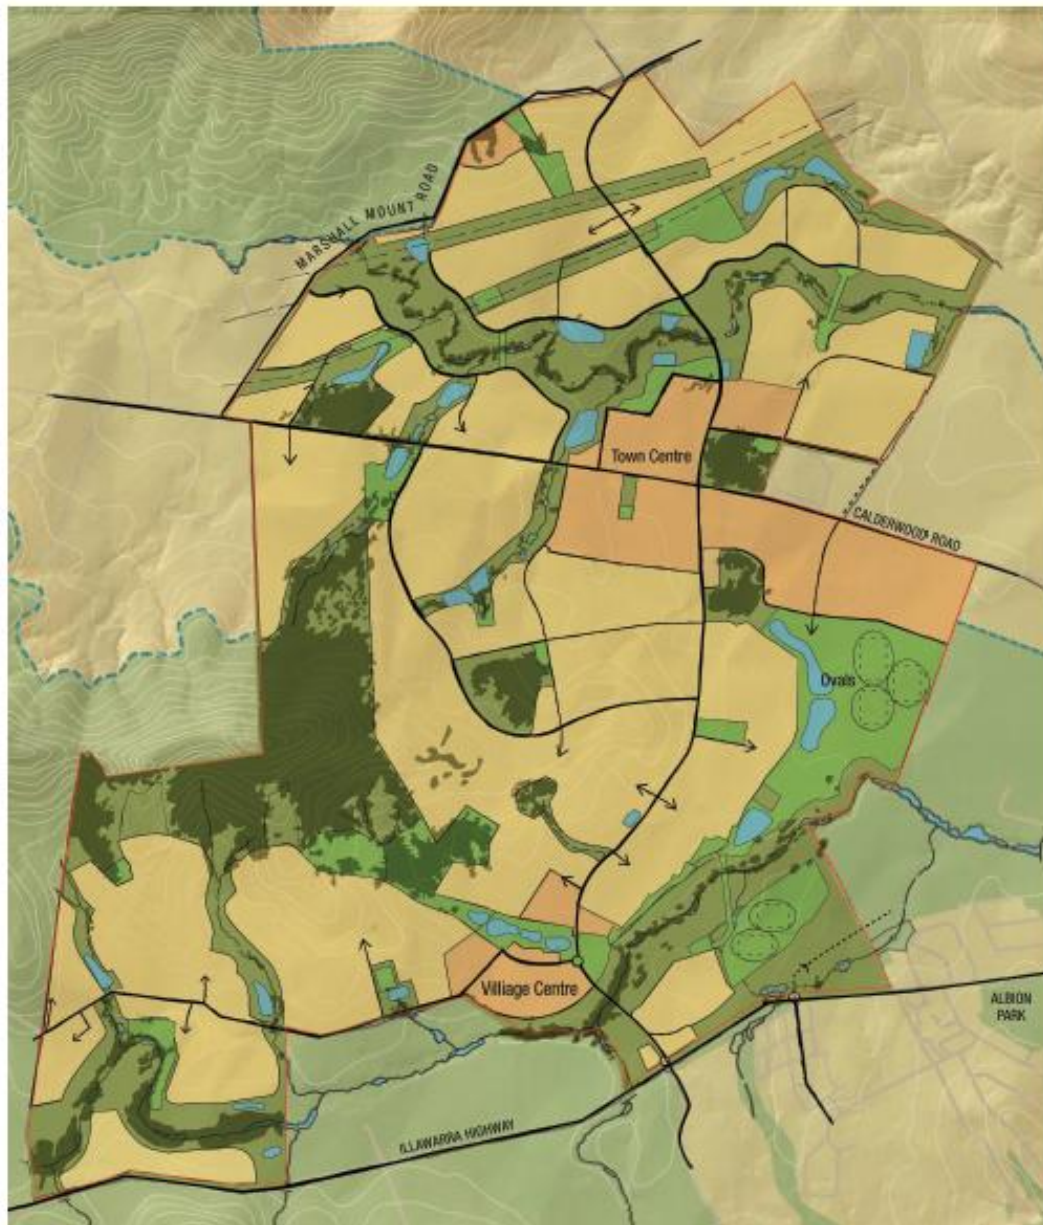 MARSHALL MOUNT ROAD
Town Centre
CALDERWOOD ROAD
Ovals
Villiage Centre
ALBION
PARK
ILLAWARRA HIGHWAY